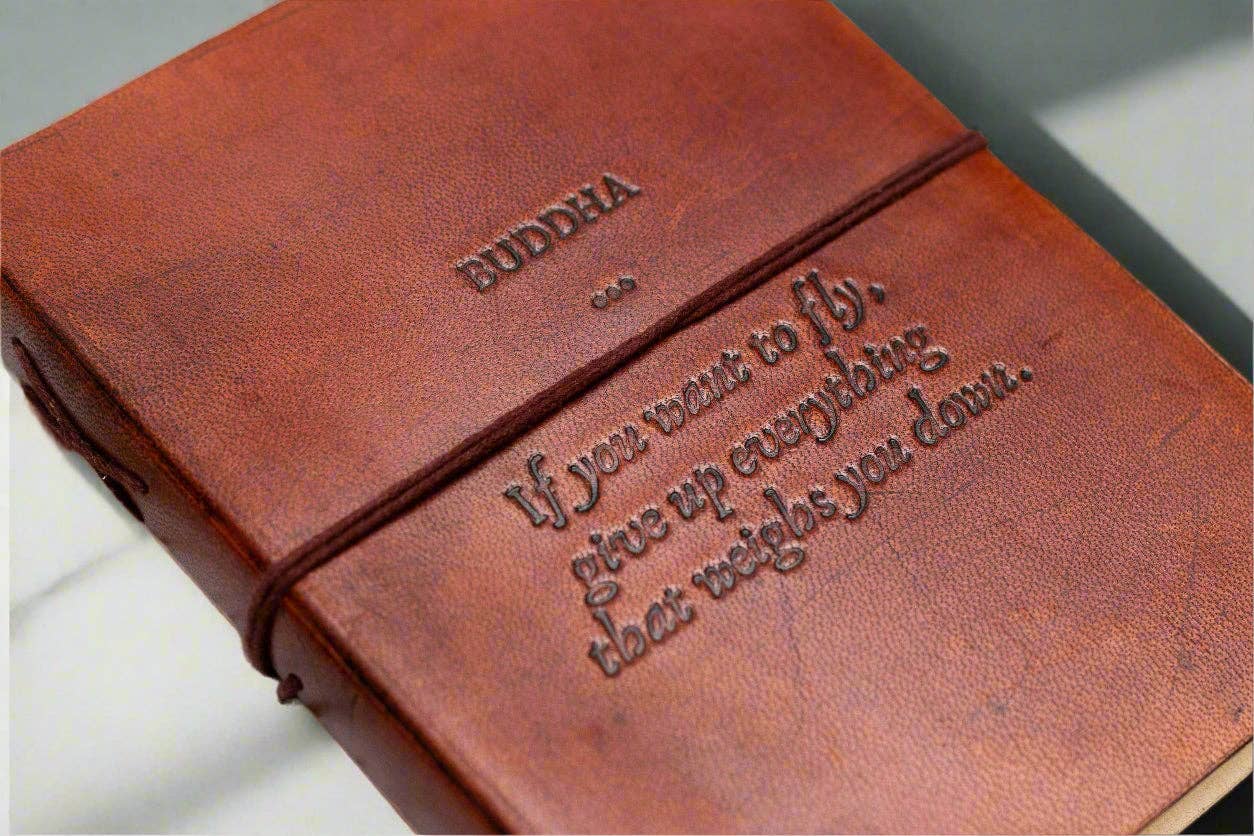 BUDDHA
...
If you want to fly,
give up everything
that weighs you down.